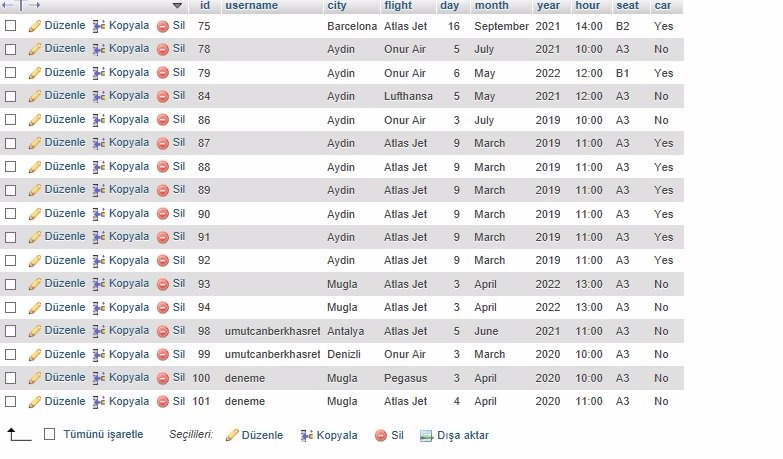 id username city flight day month year hour seat car
Düzenle Kopyala Sil 75 Barcelona Atlas Jet 16 September 2021 14:00 B2 Yes
Düzenle Kopyala Sil 78 Aydin Onur Air 5 July 2021 10:00 A3 No
Düzenle Kopyala Sil 79 Aydin Onur Air 6 May 2022 12:00 B1 Yes
Düzenle Kopyala Sil 84 Aydin Lufthansa 5 May 2021 12:00 A3 No
Düzenle Kopyala Sil 86 Aydin Onur Air 3 July 2019 10:00 A3 No
Düzenle Kopyala Sil 87 Aydin Atlas Jet 9 March 2019 11:00 A3 Yes
Düzenle Kopyala Sil 88 Aydin Atlas Jet 9 March 2019 11:00 A3 Yes
Düzenle Kopyala Sil 89 Aydin Atlas Jet 9 March 2019 11:00 A3 Yes
Düzenle Kopyala Sil 90 Aydin Atlas Jet 9 March 2019 11:00 A3 Yes
Düzenle Kopyala Sil 91 Aydin Atlas Jet 9 March 2019 11:00 A3 Yes
Düzenle Kopyala Sil 92 Aydin Atlas Jet 9 March 2019 11:00 A3 Yes
Düzenle Kopyala Sil 93 Mugla Atlas Jet 3 April 2022 13:00 A3 No
Düzenle Kopyala Sil 94 Mugla Atlas Jet 3 April 2022 13:00 A3 No
Düzenle Kopyala Sil 98 umutcanberkhasret Antalya Atlas Jet 5 June 2021 11:00 A3 No
Düzenle Kopyala Sil 99 umutcanberkhasret Denizli Onur Air 3 March 2020 10:00 A3 No
Düzenle Kopyala Sil 100 deneme Mugla Pegasus 3 April 2020 10:00 A3 No
Düzenle Kopyala Sil 101 deneme Mugla Atlas Jet 4 April 2020 11:00 A3 No
Tümünü işaretle Seçilileri: Düzenle Kopyala Sil Dışa aktar